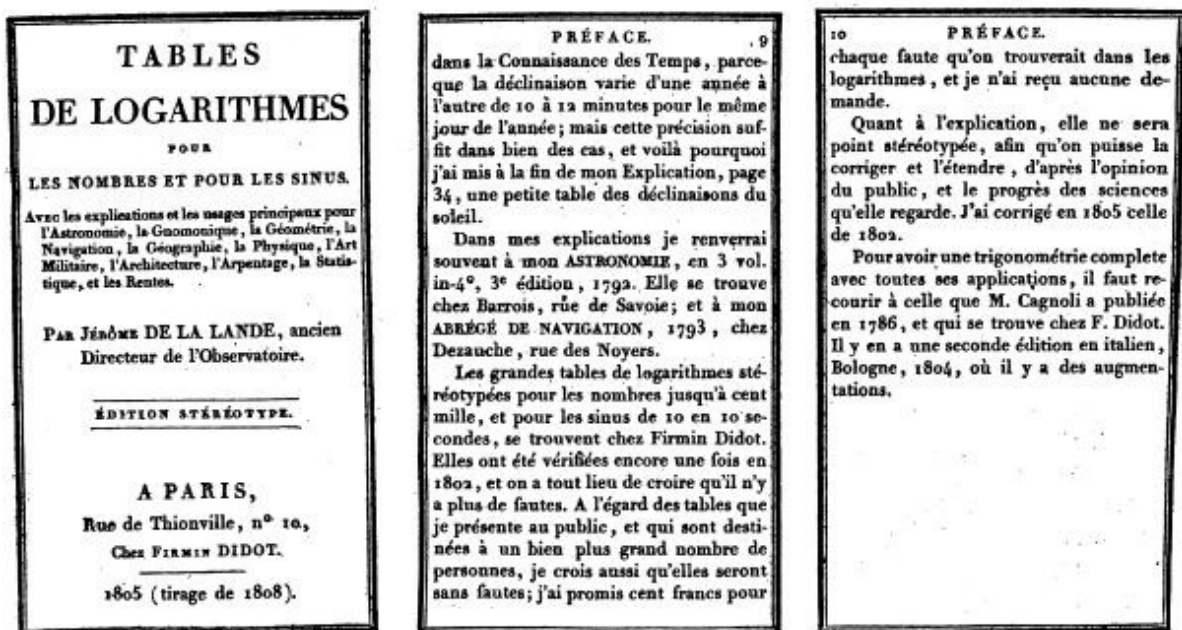 TABLES
DE LOGARITHMES
POUR
LES NOMBRES ET POUR LES SINUS.
Avec les explications et les usages principaux pour
l'Astronomie, la Gnomonique, la Géométrie, la
Navigation, la Géographie, la Physique, l'Art
Militaire, l'Architecture, l'Arpentage, la Statis-
tique, et les Rentes.
Par Jérôme DE LA LANDE, ancien
Directeur de l'Observatoire.
ÉDITION STÉRÉOTYPE.
A PARIS,
Rue de Thionville, nº 10,
Chez Firmin DIDOT.
1805 (tirage de 1808).
PRÉFACE. 9
dans la Connaissance des Temps, parce-
que la déclinaison varie d'une année à
l'autre de 10 à 12 minutes pour le même
jour de l'année; mais cette précision suf-
fit dans bien des cas, et voilà pourquoi
j'ai mis à la fin de mon Explication, page
34, une petite table des déclinaisons du
soleil.
Dans mes explications je renverrai
souvent à mon ASTRONOMIE, en 3 vol.
in-4º, 3e édition, 1792. Elle se trouve
chez Barrois, rue de Savoie; et à mon
ABRÉGÉ DE NAVIGATION, 1793, chez
Dezauche, rue des Noyers.
Les grandes tables de logarithmes sté-
réotypées pour les nombres jusqu'à cent
mille, et pour les sinus de 10 en 10 se-
condes, se trouvent chez Firmin Didot.
Elles ont été vérifiées encore une fois en
1802, et on a tout lieu de croire qu'il n'y
a plus de fautes. A l'égard des tables que
je présente au public, et qui sont desti-
nées à un bien plus grand nombre de
personnes, je crois aussi qu'elles seront
sans fautes; j'ai promis cent francs pour
10 PRÉFACE.
chaque faute qu'on trouverait dans les
logarithmes, et je n'ai reçu aucune de-
mande.
Quant à l'explication, elle ne sera
point stéréotypée, afin qu'on puisse la
corriger et l'étendre, d'après l'opinion
du public, et le progrès des sciences
qu'elle regarde. J'ai corrigé en 1805 celle
de 1802.
Pour avoir une trigonométrie complete
avec toutes ses applications, il faut re-
courir à celle que M. Cagnoli a publiée
en 1786, et qui se trouve chez F. Didot.
Il y en a une seconde édition en italien,
Bologne, 1804, où il y a des augmen-
tations.